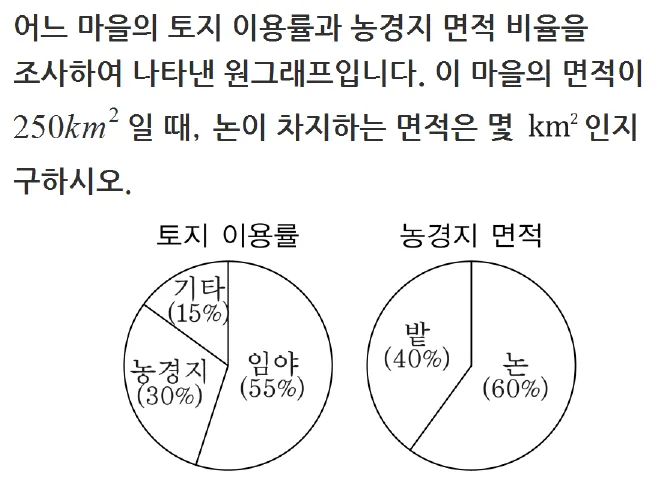 어느 마을의 토지 이용률과 농경지 면적 비율을
조사하여 나타낸 원그래프입니다. 이 마을의 면적이
250km² 일 때, 논이 차지하는 면적은 몇 km² 인지
구하시오.
토지 이용률
기타
(15%)
농경지
(30%)
임야
(55%)
농경지 면적
밭
(40%)
논
(60%)